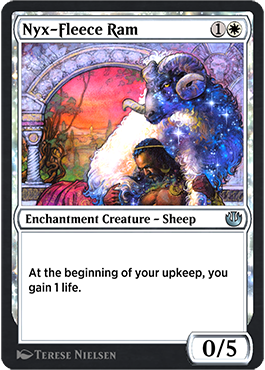 Nyx-Fleece Ram 1
Enchantment Creature – Sheep
At the beginning of your upkeep, you
gain 1 life.
0/5
Terese Nielsen